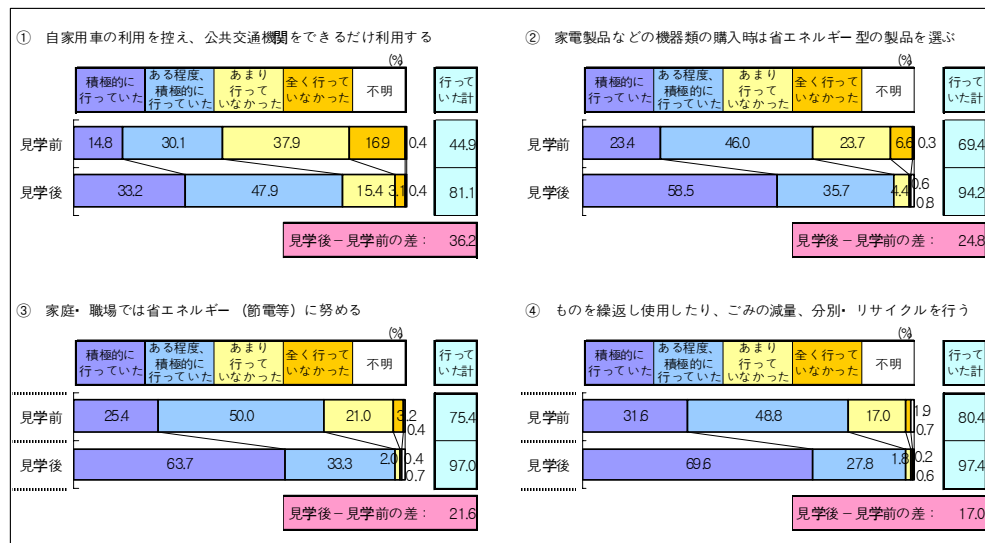 ① 自家用車の利用を控え、公共交通機関をできるだけ利用する
(%)
積極的に
行っていた
ある程度、
積極的に
行っていた
あまり
行って
いなかった
全く行って
いなかった
不明
行って
いた計
見学前 14.8 30.1 37.9 16.9 0.4 44.9
見学後 33.2 47.9 15.4 3.1 0.4 81.1
見学後－見学前の差： 36.2
② 家電製品などの機器類の購入時は省エネルギー型の製品を選ぶ
(%)
積極的に
行っていた
ある程度、
積極的に
行っていた
あまり
行って
いなかった
全く行って
いなかった
不明
行って
いた計
見学前 23.4 46.0 23.7 6.6 0.3 69.4
見学後 58.5 35.7 4.4 0.6 0.8 94.2
見学後－見学前の差： 24.8
③ 家庭・職場では省エネルギー（節電等）に努める
(%)
積極的に
行っていた
ある程度、
積極的に
行っていた
あまり
行って
いなかった
全く行って
いなかった
不明
行って
いた計
見学前 25.4 50.0 21.0 3.2 0.4 75.4
見学後 63.7 33.3 2.0 0.4 0.7 97.0
見学後－見学前の差： 21.6
④ ものを繰返し使用したり、ごみの減量、分別・リサイクルを行う
(%)
積極的に
行っていた
ある程度、
積極的に
行っていた
あまり
行って
いなかった
全く行って
いなかった
不明
行って
いた計
見学前 31.6 48.8 17.0 1.9 0.7 80.4
見学後 69.6 27.8 1.8 0.2 0.6 97.4
見学後－見学前の差： 17.0